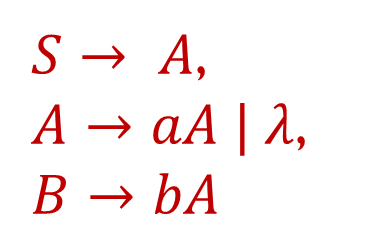 S → A,
A → aA | λ,
B → bA